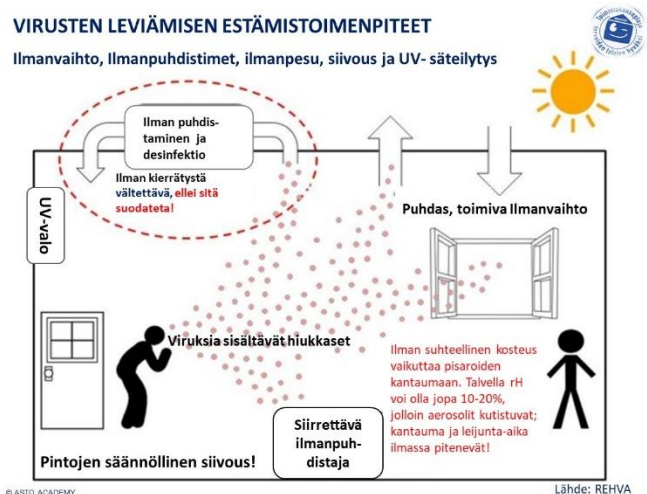 VIRUSTEN LEVIÄMISEN ESTÄMISTOIMENPITEET
Ilmanvaihto, Ilmanpuhdistimet, ilmanpesu, siivous ja UV- säteilytys
Ilman puhdis-
taminen ja
desinfektio
Ilman kierrätystä
vältettävä, ellei sitä
suodateta!
UV-valo
Puhdas, toimiva Ilmanvaihto
Viruksia sisältävät hiukkaset
Ilman suhteellinen kosteus
vaikuttaa pisaroiden
kantaumaan. Talvella rH
voi olla jopa 10-20%,
jolloin aerosolit kutistuvat;
kantauma ja leijunta-aika
ilmassa pitenevät!
Siirrettävä
ilmanpuh-
distaja
Pintojen säännöllinen siivous!
© ASTQ ACADEMY
Lähde: REHVA